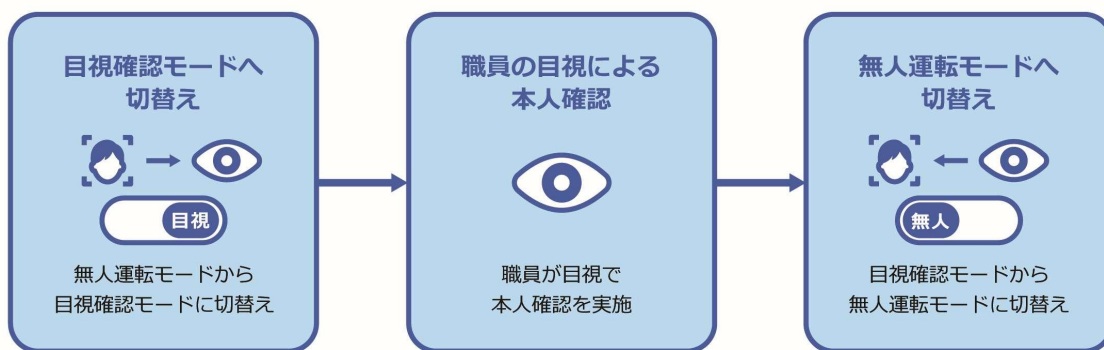 目視確認モードへ
切替え
目視
無人運転モードから
目視確認モードに切替え
職員の目視による
本人確認
職員が目視で
本人確認を実施
無人運転モードへ
切替え
無人
目視確認モードから
無人運転モードに切替え